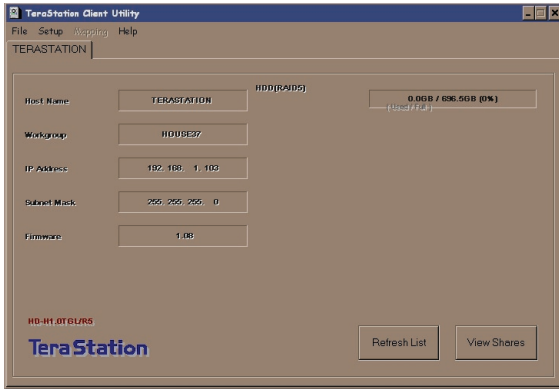 TeraStation Client Utility
File Setup Mapping Help
TERASTATION
HDD(RAID5)
Host Name TERASTATION 0.0GB / 696.5GB (0%)
( Used / Full )
Workgroup HOUSE37
IP Address 192. 168. 1. 103
Subnet Mask 255. 255. 255. 0
Firmware 1.08
HD-H1.0TGL/R5
TeraStation
Refresh List View Shares